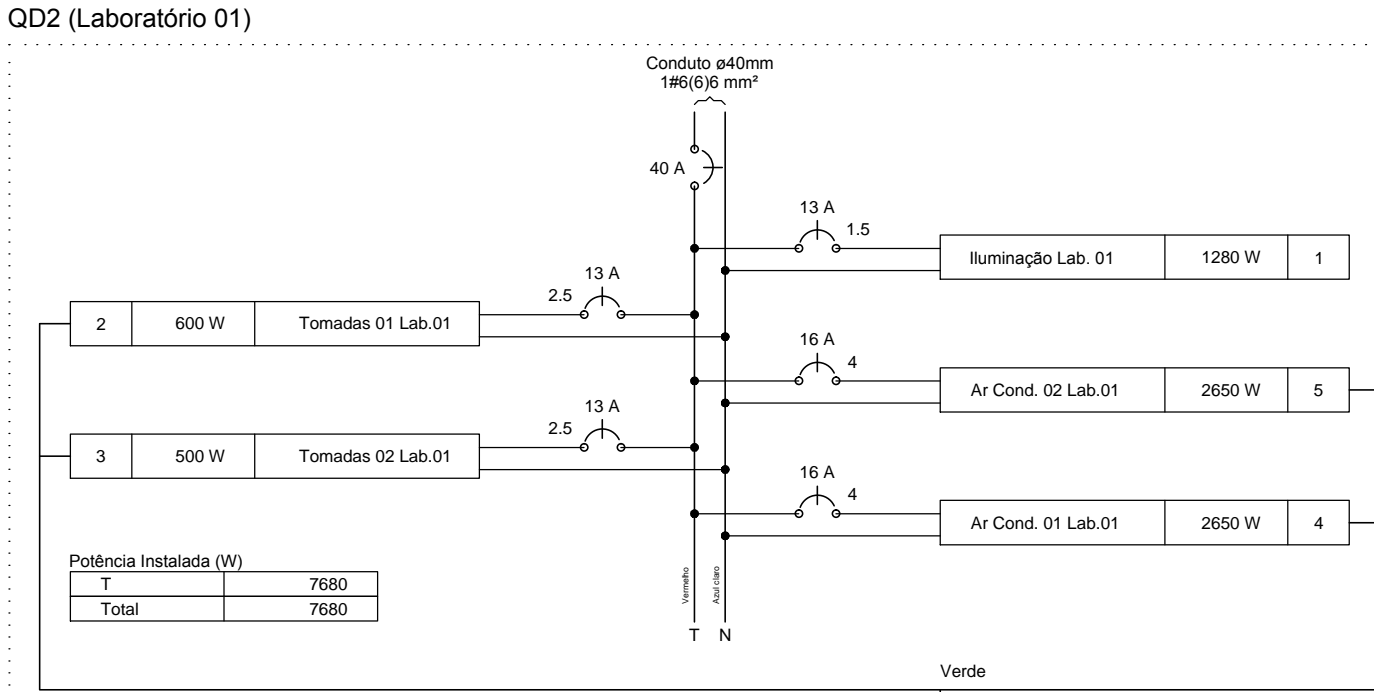 QD2 (Laboratório 01)
Conduto ø40mm
1#6(6)6 mm²
40 A
13 A
1.5
Iluminação Lab. 01 1280 W 1
13 A
2.5
2 600 W Tomadas 01 Lab.01
16 A
4
Ar Cond. 02 Lab.01 2650 W 5
13 A
2.5
3 500 W Tomadas 02 Lab.01
16 A
4
Ar Cond. 01 Lab.01 2650 W 4
Potência Instalada (W)
T 7680
Total 7680
Vermelho
Azul claro
T N
Verde